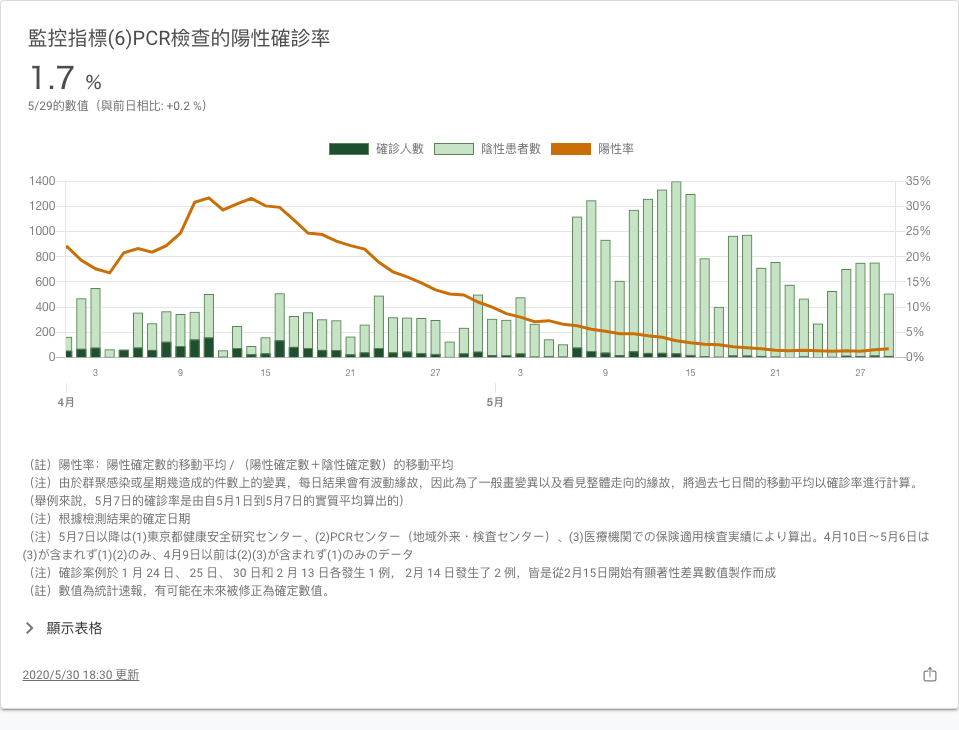 監控指標(6)PCR檢查的陽性確診率
1.7 %
5/29的數值（與前日相比: +0.2 %）
確診人數 陰性患者數 陽性率
1400 35%
1200 30%
1000 25%
800 20%
600 15%
400 10%
200 5%
0 0%
3 9 15 21 27 3 9 15 21 27
4月 5月
（註）陽性率：陽性確定數的移動平均 / （陽性確定數＋陰性確定數）的移動平均
（注）由於群聚感染或星期幾造成的件數上的變異，每日結果會有波動緣故，因此為了一般畫變異以及看見整體走向的緣故，將過去七日間的移動平均以確診率進行計算。
（舉例來說，5月7日的確診率是由自5月1日到5月7日的實質平均算出的）
（注）根據檢測結果的確定日期
（注）5月7日以降は(1)東京都健康安全研究センター、(2)PCRセンター（地域外来・検査センター）、(3)医療機関での保険適用検査実績により算出。4月10日～5月6日は
(3)が含まれず(1)(2)のみ、4月9日以前は(2)(3)が含まれず(1)のみのデータ
（注）確診案例於 1 月 24 日、 25 日、 30 日和 2 月 13 日各發生 1 例， 2月 14 日發生了 2 例，皆是從2月15日開始有顯著性差異數值製作而成
（註）數值為統計速報，有可能在未來被修正為確定數值。
顯示表格
2020/5/30 18:30 更新